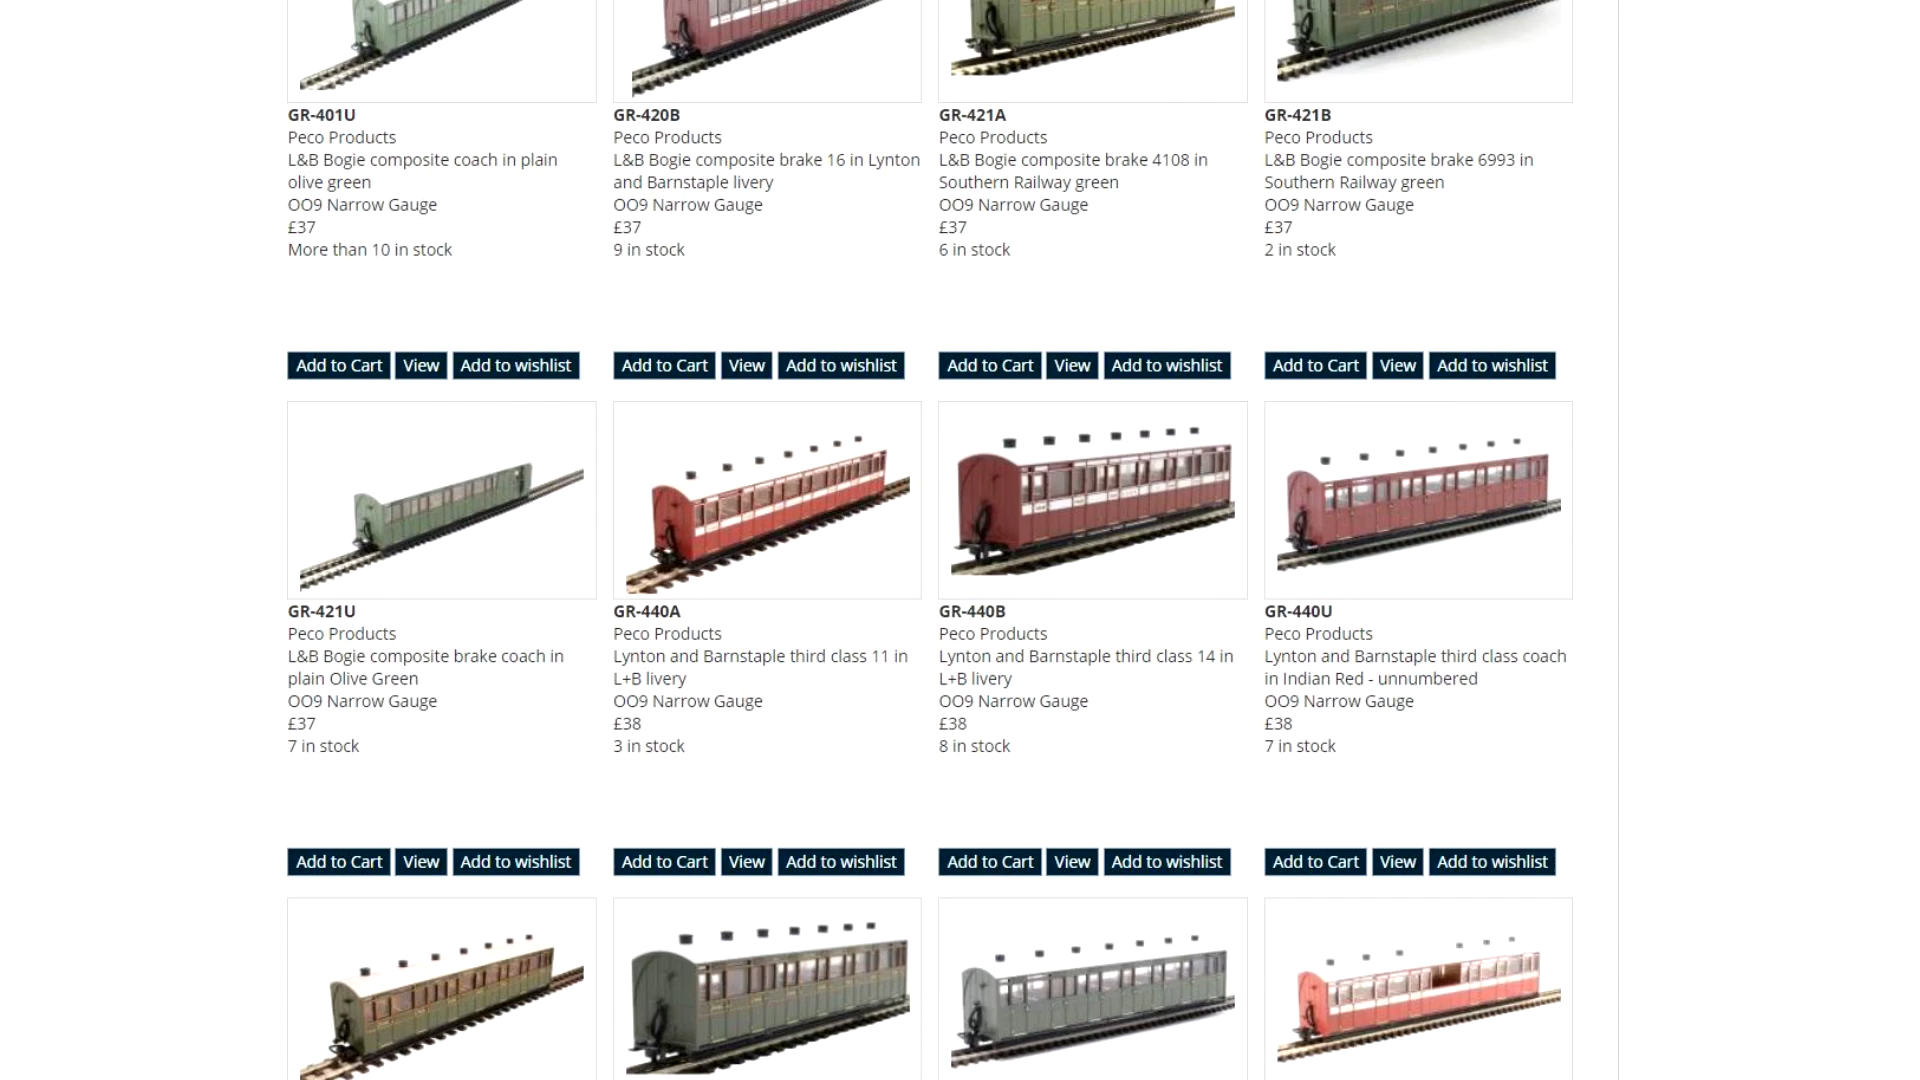 GR-401U
Peco Products
L&B Bogie composite coach in plain
olive green
OO9 Narrow Gauge
£37
More than 10 in stock
Add to Cart View Add to wishlist
GR-420B
Peco Products
L&B Bogie composite brake 16 in Lynton
and Barnstaple livery
OO9 Narrow Gauge
£37
9 in stock
Add to Cart View Add to wishlist
GR-421A
Peco Products
L&B Bogie composite brake 4108 in
Southern Railway green
OO9 Narrow Gauge
£37
6 in stock
Add to Cart View Add to wishlist
GR-421B
Peco Products
L&B Bogie composite brake 6993 in
Southern Railway green
OO9 Narrow Gauge
£37
2 in stock
Add to Cart View Add to wishlist
GR-421U
Peco Products
L&B Bogie composite brake coach in
plain Olive Green
OO9 Narrow Gauge
£37
7 in stock
Add to Cart View Add to wishlist
GR-440A
Peco Products
Lynton and Barnstaple third class 11 in
L+B livery
OO9 Narrow Gauge
£38
3 in stock
Add to Cart View Add to wishlist
GR-440B
Peco Products
Lynton and Barnstaple third class 14 in
L+B livery
OO9 Narrow Gauge
£38
8 in stock
Add to Cart View Add to wishlist
GR-440U
Peco Products
Lynton and Barnstaple third class coach
in Indian Red - unnumbered
OO9 Narrow Gauge
£38
7 in stock
Add to Cart View Add to wishlist